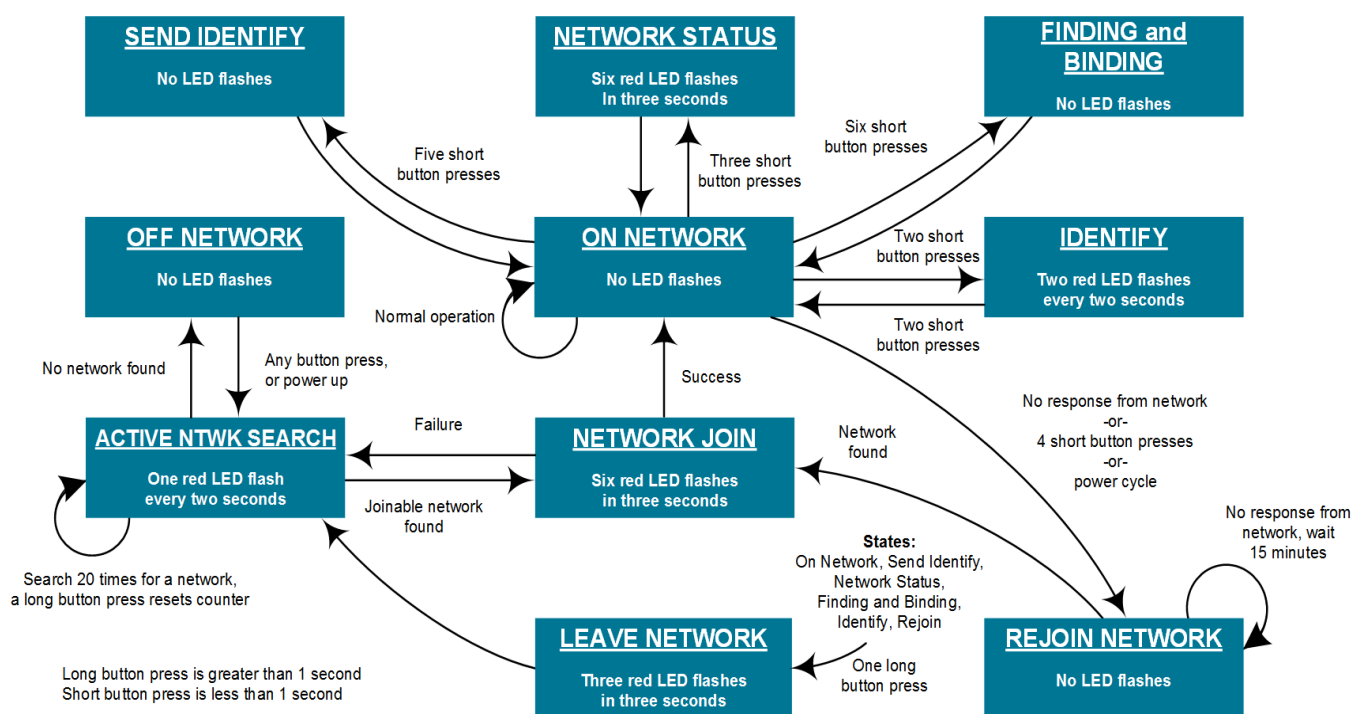 SEND IDENTIFY
No LED flashes
NETWORK STATUS
Six red LED flashes
In three seconds
FINDING and
BINDING
No LED flashes
Five short
button presses
Three short
button presses
Six short
button presses
OFF NETWORK
No LED flashes
ON NETWORK
No LED flashes
Two short
button presses
IDENTIFY
Two red LED flashes
every two seconds
Two short
button presses
Normal operation
No network found
Any button press,
or power up
Success
No response from network
-or-
4 short button presses
-or-
power cycle
ACTIVE NTWK SEARCH
One red LED flash
every two seconds
Failure
Joinable network
found
NETWORK JOIN
Six red LED flashes
in three seconds
Network
found
No response from
network, wait
15 minutes
Search 20 times for a network,
a long button press resets counter
States:
On Network, Send Identify,
Network Status,
Finding and Binding,
Identify, Rejoin
LEAVE NETWORK
Three red LED flashes
in three seconds
One long
button press
REJOIN NETWORK
No LED flashes
Long button press is greater than 1 second
Short button press is less than 1 second